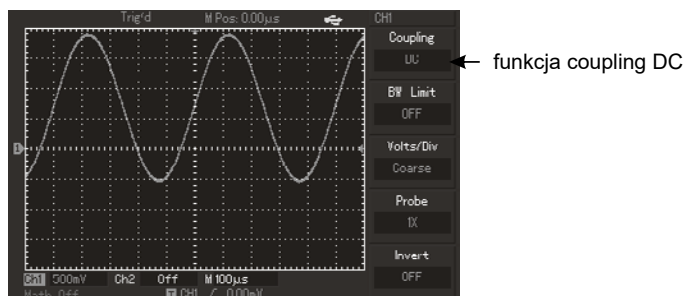 Trig'd M Pos: 0.00µs CH1
Coupling
DC
funkcja coupling DC
BW Limit
OFF
1
Volts/Div
Coarse
Probe
1X
Invert
OFF
Ch1 500mV Ch2 Off M 100µs
Math Off T CH1 / 0.00mV